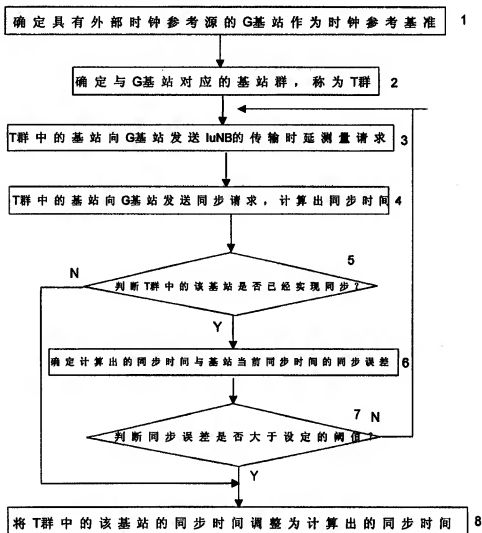 确定具有外部时钟参考源的G基站作为时钟参考基准 1
确定与G基站对应的基站群，称为T群 2
T群中的基站向G基站发送IuNB的传输时延测量请求 3
T群中的基站向G基站发送同步请求，计算出同步时间 4
5
N
判断T群中的该基站是否已经实现同步？
Y
确定计算出的同步时间与基站当前同步时间的同步误差 6
7 N
判断同步误差是否大于设定的阈值？
Y
将T群中的该基站的同步时间调整为计算出的同步时间 8